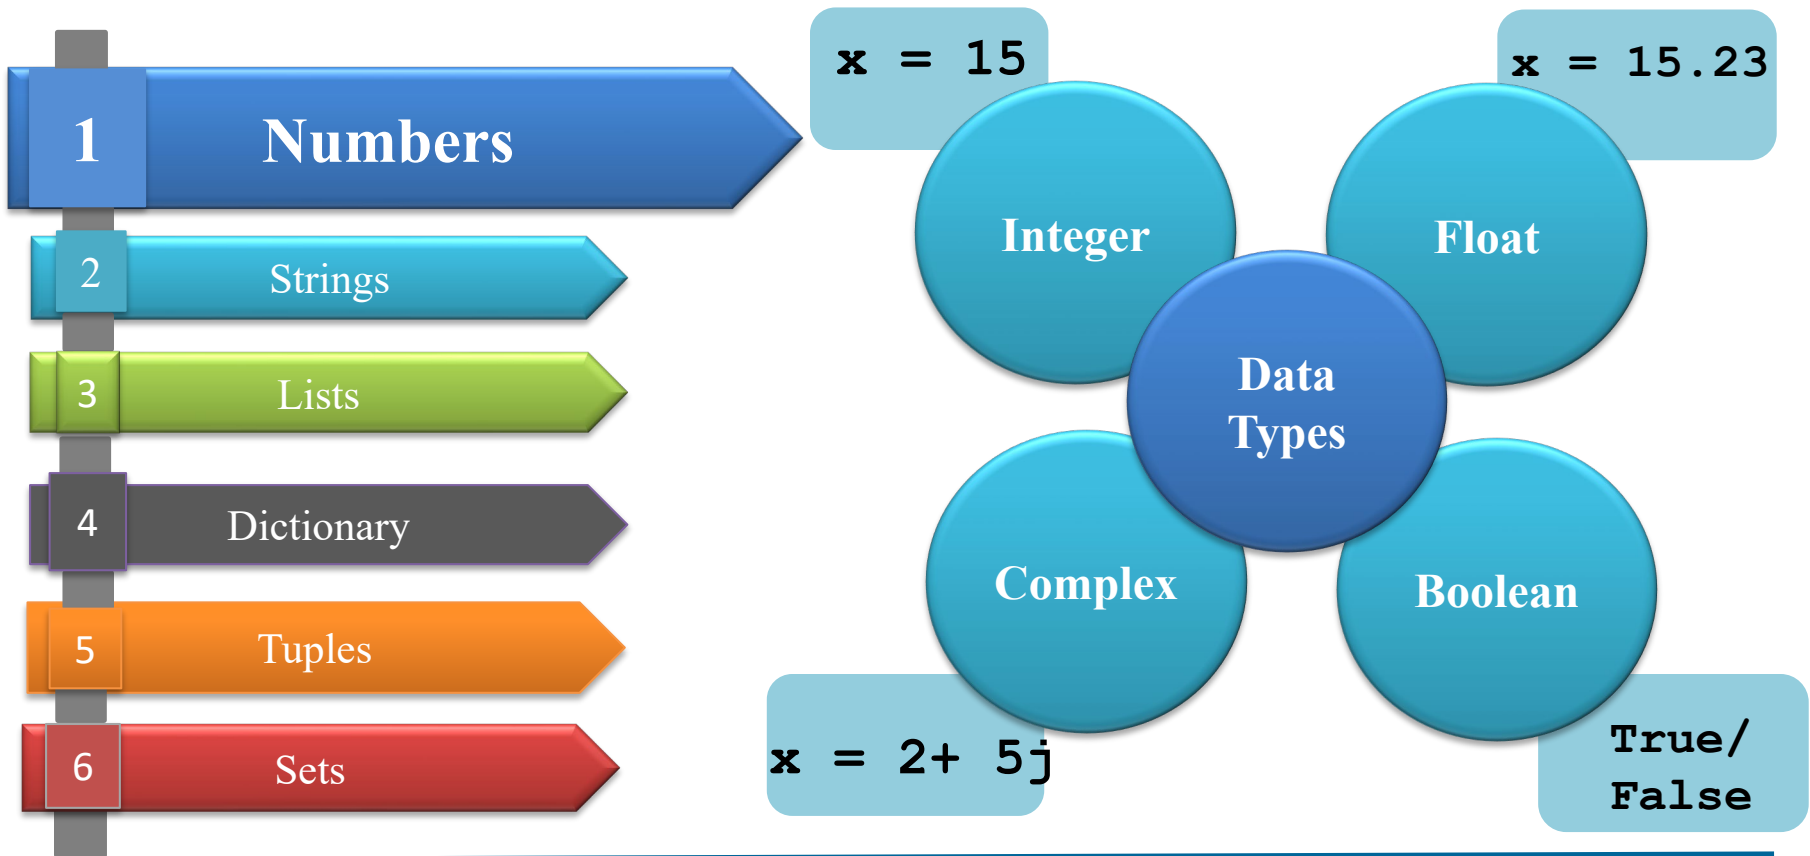 1 Numbers
2 Strings
3 Lists
4 Dictionary
5 Tuples
6 Sets
x = 15
x = 15.23
Integer
Float
Data
Types
Complex
Boolean
x = 2+ 5j
True/
False